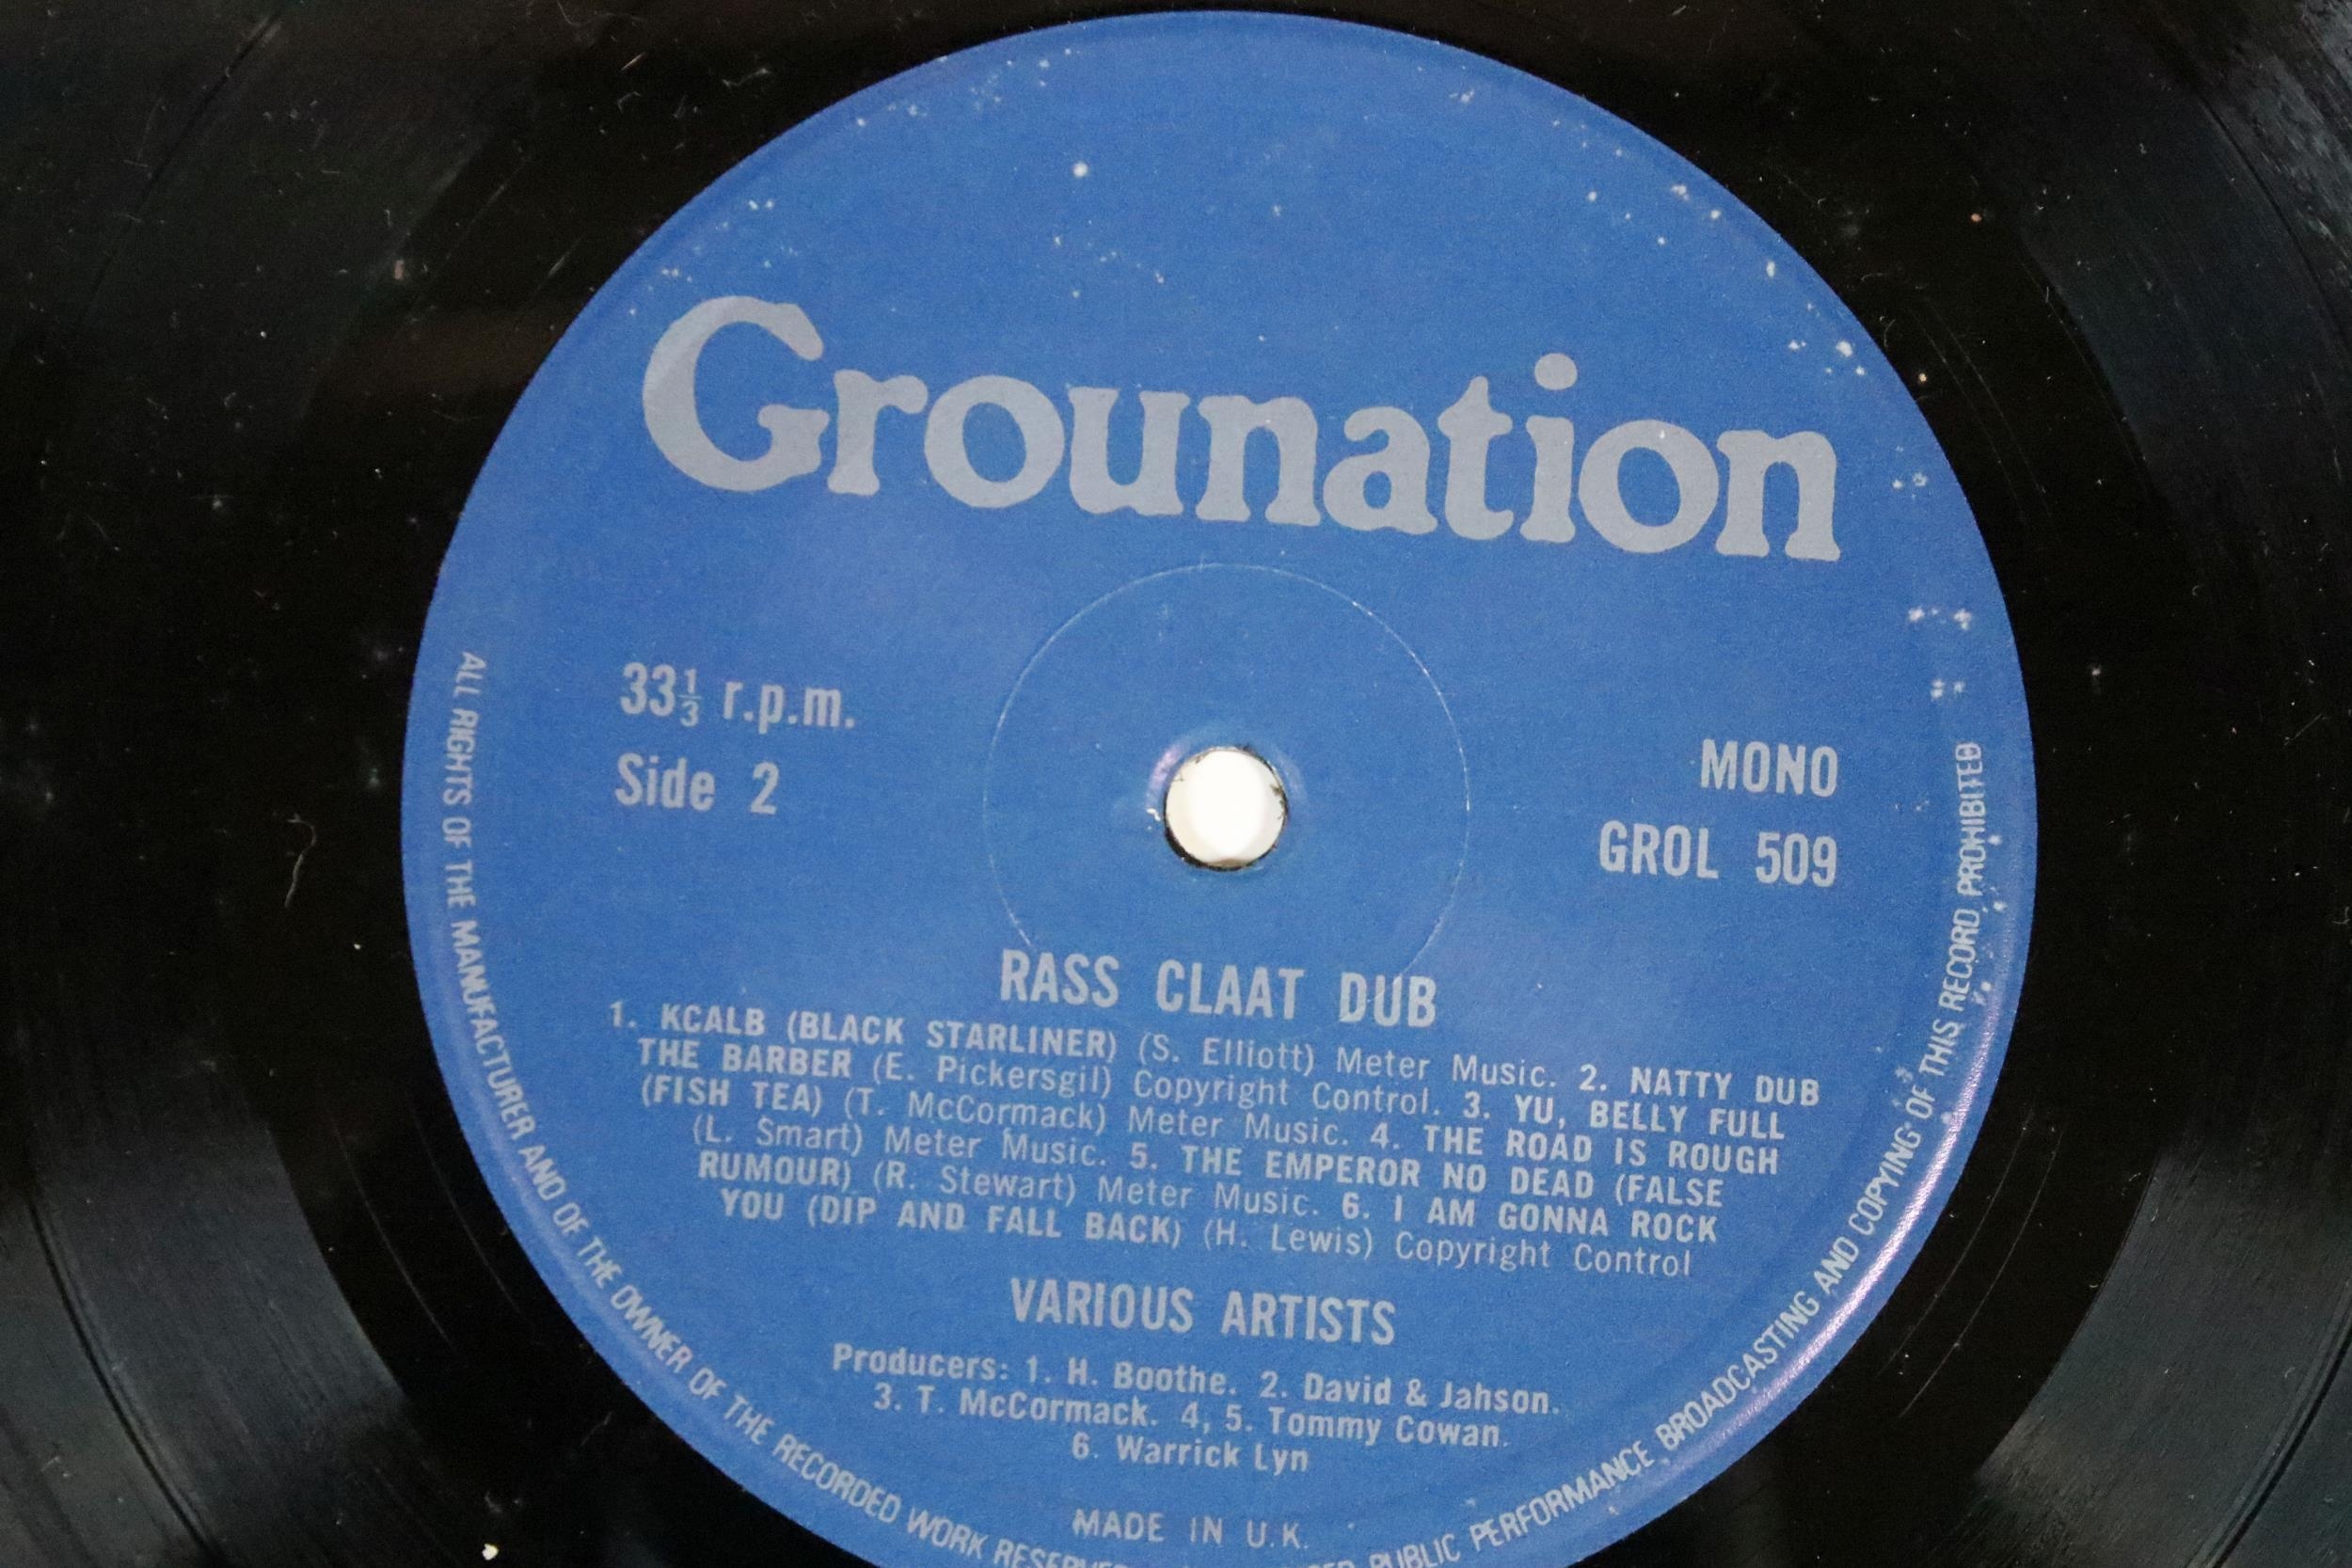 Grounation
33⅓ r.p.m.
Side 2
MONO
GROL 509
RASS CLAAT DUB
1. KCALB (BLACK STARLINER) (S. Elliott) Meter Music. 2. NATTY DUB
THE BARBER (E. Pickersgil) Copyright Control. 3. YU, BELLY FULL
(FISH TEA) (T. McCormack) Meter Music. 4. THE ROAD IS ROUGH
(L. Smart) Meter Music. 5. THE EMPEROR NO DEAD (FALSE
RUMOUR) (R. Stewart) Meter Music. 6. I AM GONNA ROCK
YOU (DIP AND FALL BACK) (H. Lewis) Copyright Control
VARIOUS ARTISTS
Producers: 1. H. Boothe. 2. David & Jahson.
3. T. McCormack. 4, 5. Tommy Cowan.
6. Warrick Lyn
MADE IN U.K.
ALL RIGHTS OF THE MANUFACTURER AND OF THE OWNER OF THE RECORDED WORK PUBLIC PERFORMANCE BROADCASTING AND COPYING OF THIS RECORD PROHIBITED